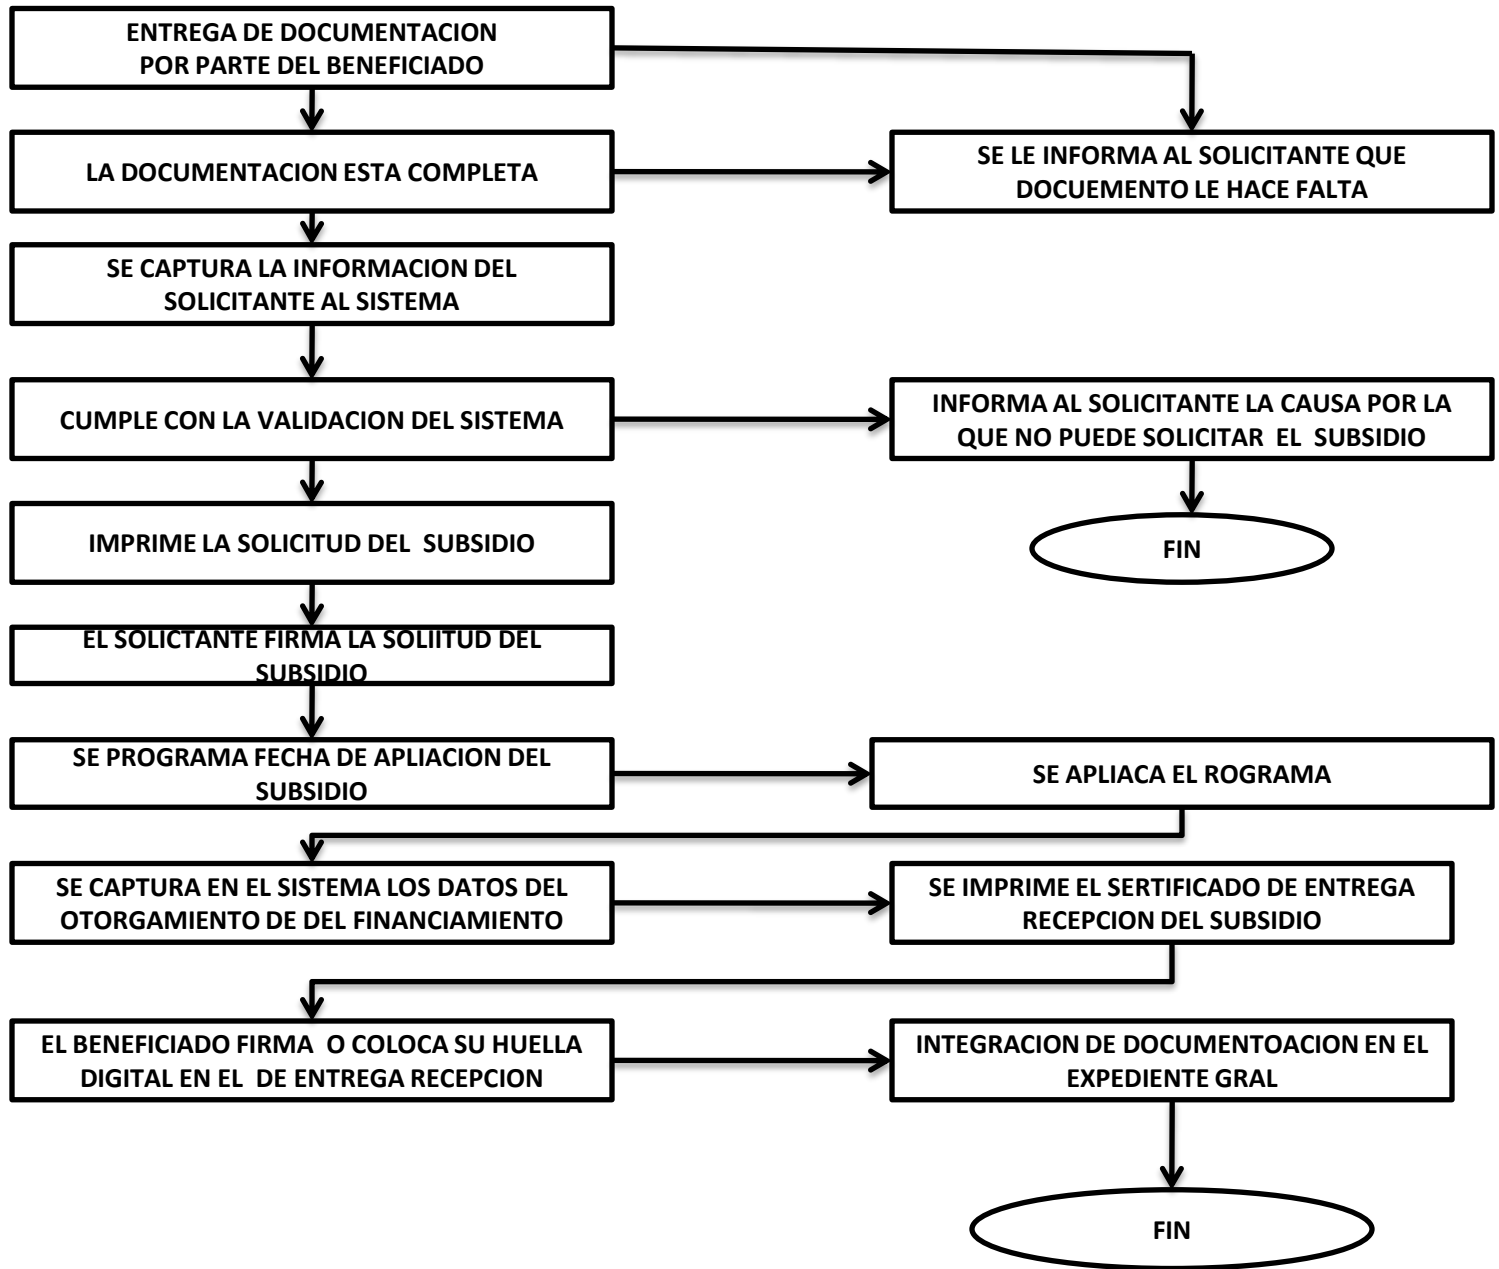 ENTREGA DE DOCUMENTACION
POR PARTE DEL BENEFICIADO
LA DOCUMENTACION ESTA COMPLETA
SE LE INFORMA AL SOLICITANTE QUE
DOCUEMENTO LE HACE FALTA
SE CAPTURA LA INFORMACION DEL
SOLICITANTE AL SISTEMA
CUMPLE CON LA VALIDACION DEL SISTEMA
INFORMA AL SOLICITANTE LA CAUSA POR LA
QUE NO PUEDE SOLICITAR EL SUBSIDIO
IMPRIME LA SOLICITUD DEL SUBSIDIO
FIN
EL SOLICTANTE FIRMA LA SOLIITUD DEL
SUBSIDIO
SE PROGRAMA FECHA DE APLIACION DEL
SUBSIDIO
SE APLIACA EL ROGRAMA
SE CAPTURA EN EL SISTEMA LOS DATOS DEL
OTORGAMIENTO DE DEL FINANCIAMIENTO
SE IMPRIME EL SERTIFICADO DE ENTREGA
RECEPCION DEL SUBSIDIO
EL BENEFICIADO FIRMA O COLOCA SU HUELLA
DIGITAL EN EL DE ENTREGA RECEPCION
INTEGRACION DE DOCUMENTOACION EN EL
EXPEDIENTE GRAL
FIN